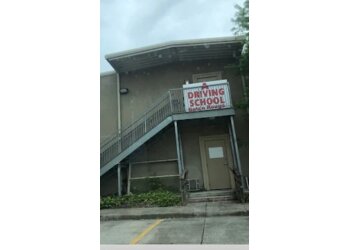 A
DRIVING
SCHOOL
Baton Rouge